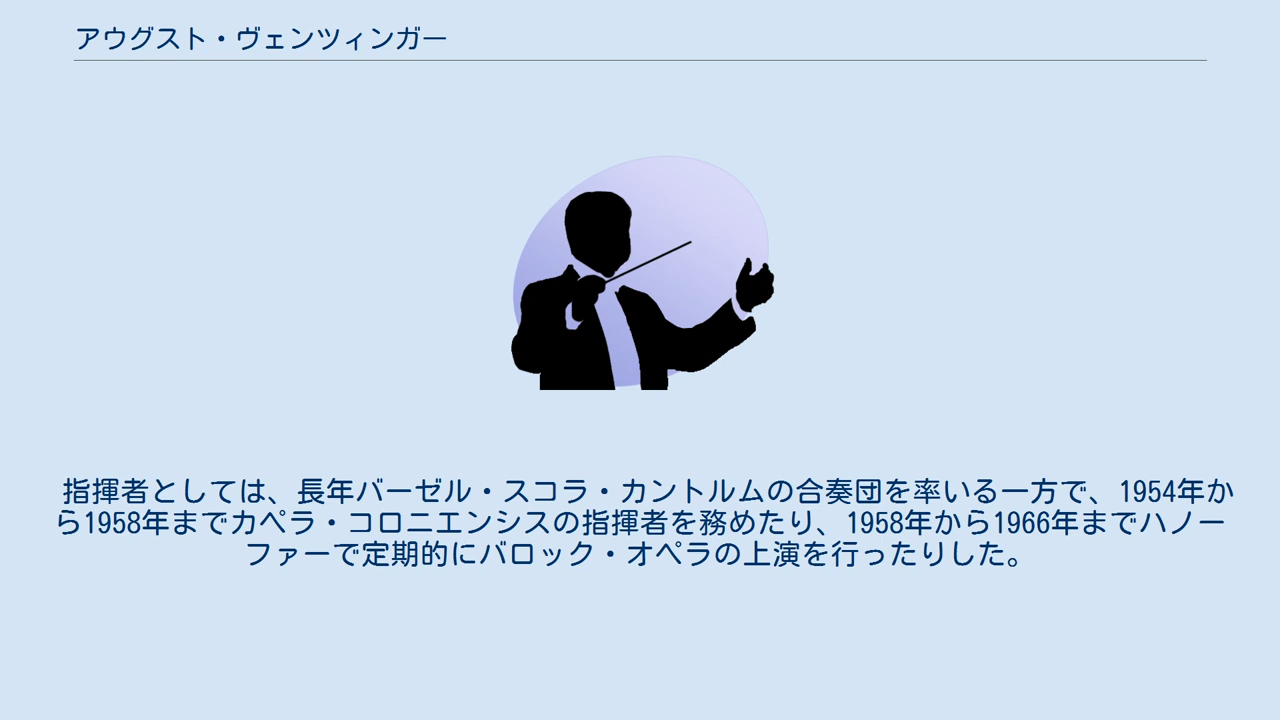 アウグスト・ヴェンツィンガー
指揮者としては、長年バーゼル・スコラ・カントルムの合奏団を率いる一方で、1954年か
ら1958年までカペラ・コロニエンシスの指揮者を務めたり、1958年から1966年までハノー
ファーで定期的にバロック・オペラの上演を行ったりした。